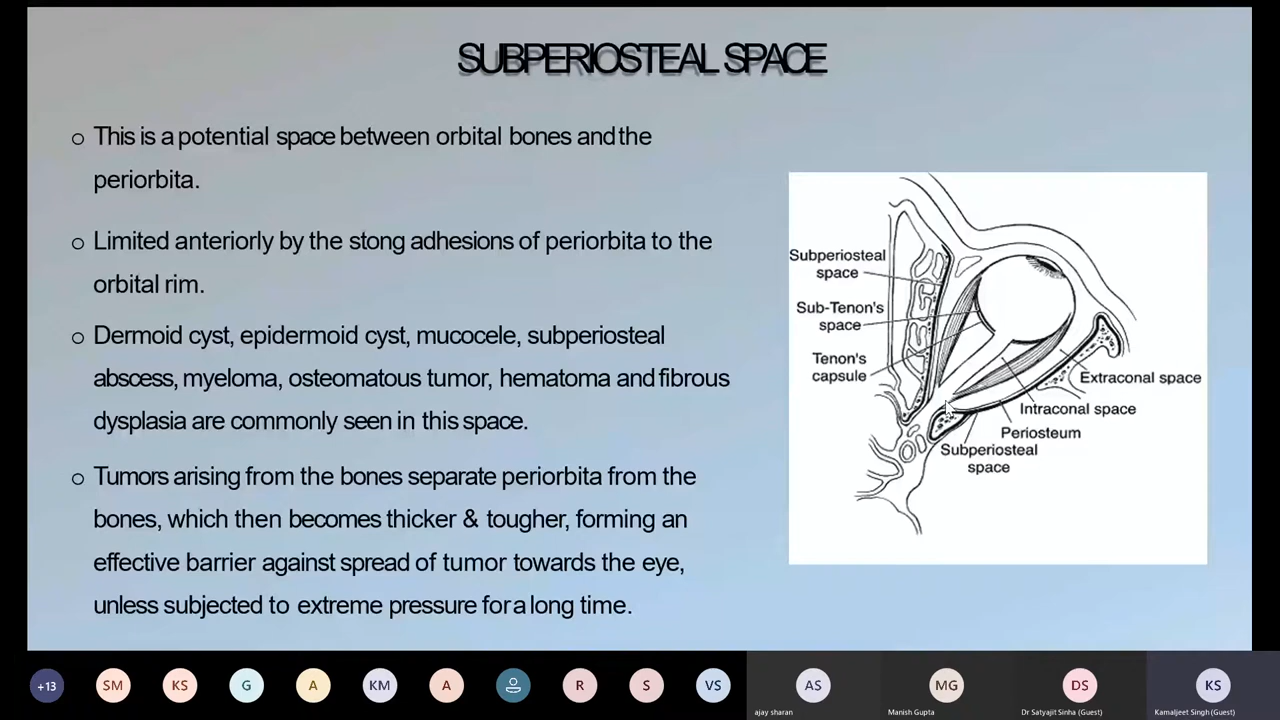 SUBPERIOSTEAL SPACE
o This is a potential space between orbital bones and the
periorbita.
o Limited anteriorly by the stong adhesions of periorbita to the
orbital rim.
o Dermoid cyst, epidermoid cyst, mucocele, subperiosteal
abscess, myeloma, osteomatous tumor, hematoma and fibrous
dysplasia are commonly seen in this space.
o Tumors arising from the bones separate periorbita from the
bones, which then becomes thicker & tougher, forming an
effective barrier against spread of tumor towards the eye,
unless subjected to extreme pressure for a long time.
Subperiosteal
space
Sub-Tenon's
space
Tenon's
capsule
Extraconal space
Intraconal space
Periosteum
Subperiosteal
space
+13
SM
KS
G
A
KM
A
R
S
VS
AS
ajay sharan
MG
Manish Gupta
DS
Dr Satyajit Sinha (Guest)
KS
Kamaljeet Singh (Guest)